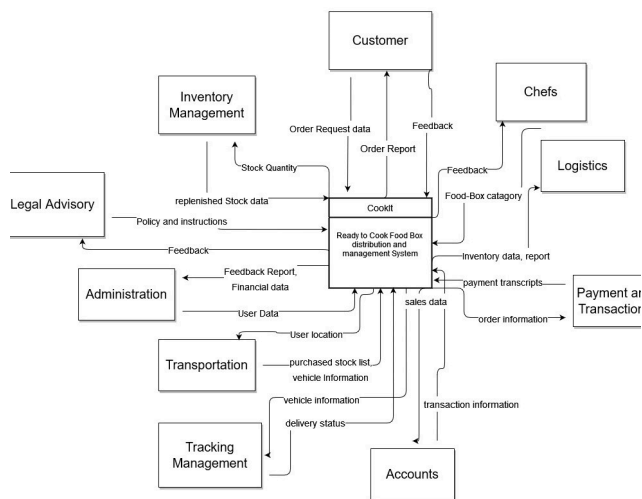 Customer
Inventory
Management
Chefs
Order Request data
Feedback
Order Report
Logistics
Stock Quantity
Feedback
Food-Box catagory
replenished Stock data
CookIt
Legal Advisory
Policy and instructions
Ready to Cook Food Box
distribution and
management System
Feedback
Inventory data, report
Feedback Report,
Financial data
payment transcripts
Administration
sales data
Payment an
Transaction
User Data
order information
User location
Transportation
purchased stock list,
vehicle Information
vehicle information
transaction information
delivery status
Tracking
Management
Accounts